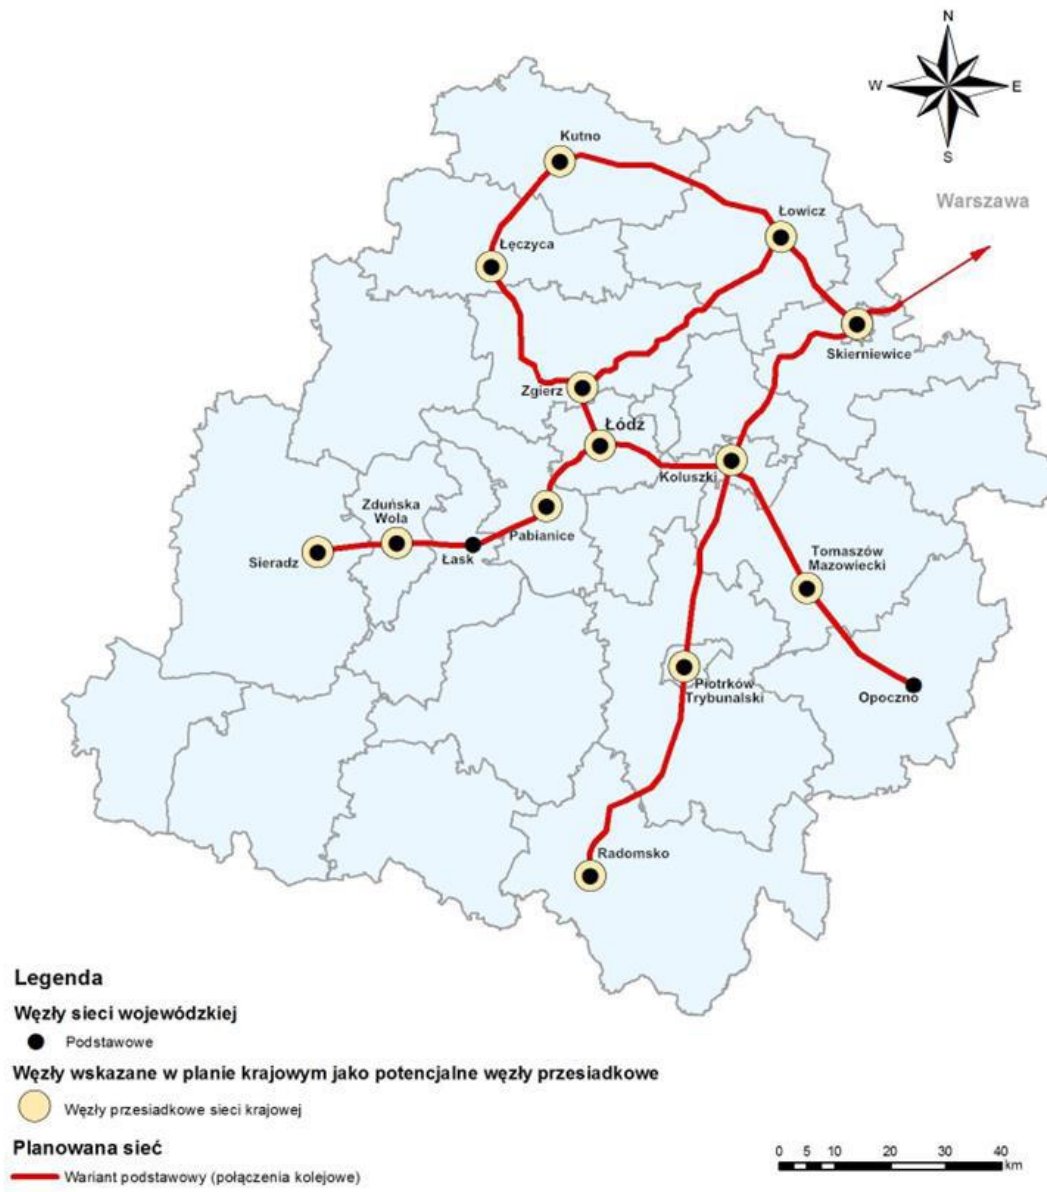 N
W
E
S
Warszawa
Kutno
Łowicz
Łęczyca
Skierniewice
Zgierz
Łódź
Koluszki
Zduńska
Wola
Pabianice
Sieradz
Łask
Tomaszów
Mazowiecki
Piotrków
Trybunalski
Opoczno
Radomsko
Legenda
Węzły sieci wojewódzkiej
Podstawowe
Węzły wskazane w planie krajowym jako potencjalne węzły przesiadkowe
Węzły przesiadkowe sieci krajowej
Planowana sieć
Wariant podstawowy (połączenia kolejowe)
0 5 10 20 30 40
km